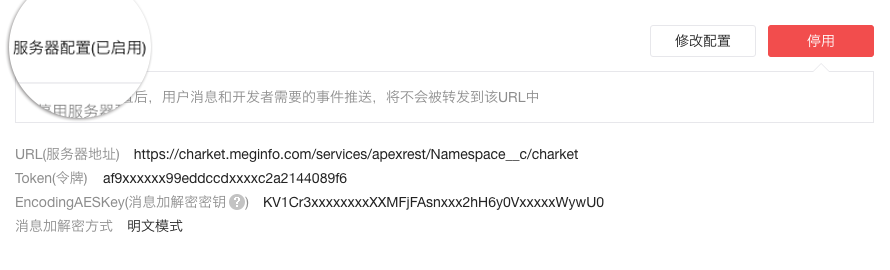 服务器配置(已启用)
修改配置
停用
停用服务器
后，用户消息和开发者需要的事件推送，将不会被转发到该URL中
URL(服务器地址) https://charket.meginfo.com/services/apexrest/Namespace__c/charket
Token(令牌) af9xxxxxx99eddccdxxxxc2a2144089f6
EncodingAESKey(消息加解密密钥 ?) KV1Cr3xxxxxxxxXXMFjFAsnxxx2hH6y0VxxxxxWywU0
消息加解密方式 明文模式